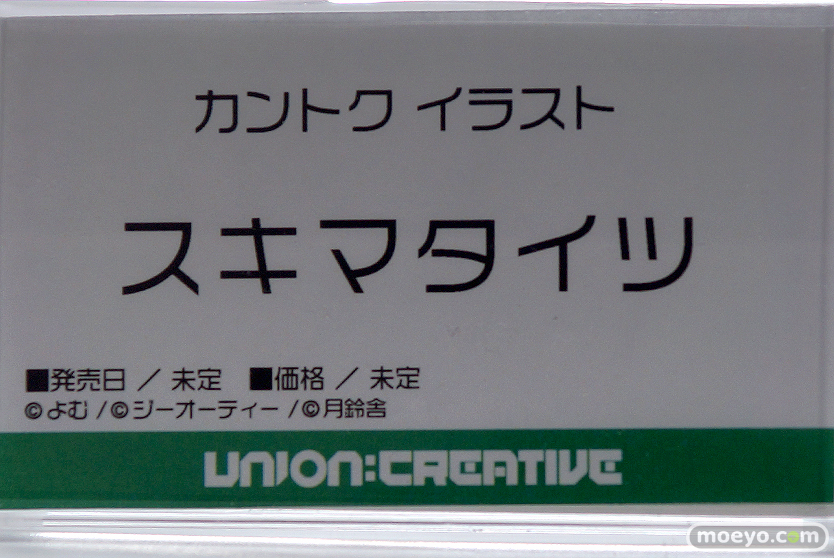 カントク イラスト
スキマタイツ
■発売日 ／ 未定　■価格 ／ 未定
©よむ /©ジーオーティー /©月鈴舎
UNION:CREATIVE
moeyo.com